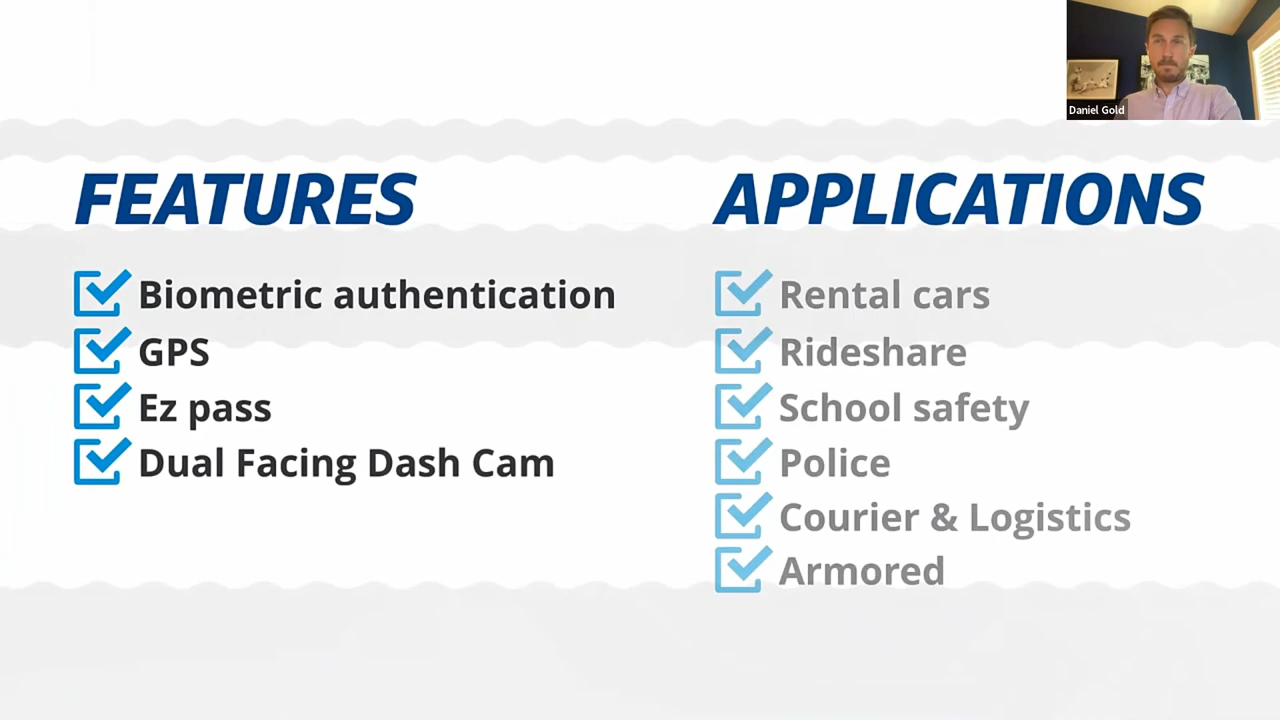 Daniel Gold
FEATURES
Biometric authentication
GPS
Ez pass
Dual Facing Dash Cam
APPLICATIONS
Rental cars
Rideshare
School safety
Police
Courier & Logistics
Armored